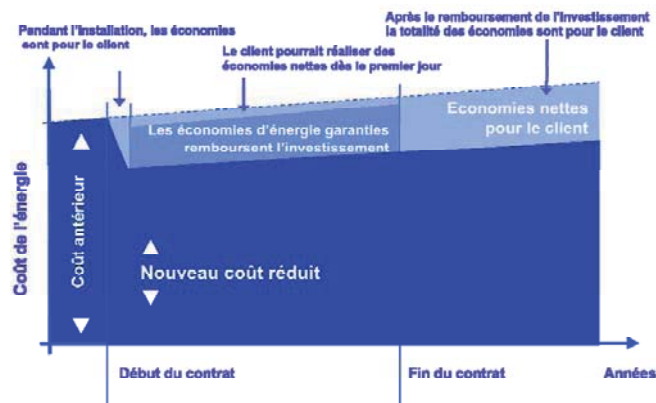 Pendant l'installation, les économies
sont pour le client
Le client pourrait réaliser des
économies nettes dès le premier jour
Après le remboursement de l'investissement
la totalité des économies sont pour le client
Les économies d'énergie garanties
remboursent l'investissement
Economies nettes
pour le client
Coût de l'énergie
Coût antérieur
Nouveau coût réduit
Début du contrat
Fin du contrat
Années